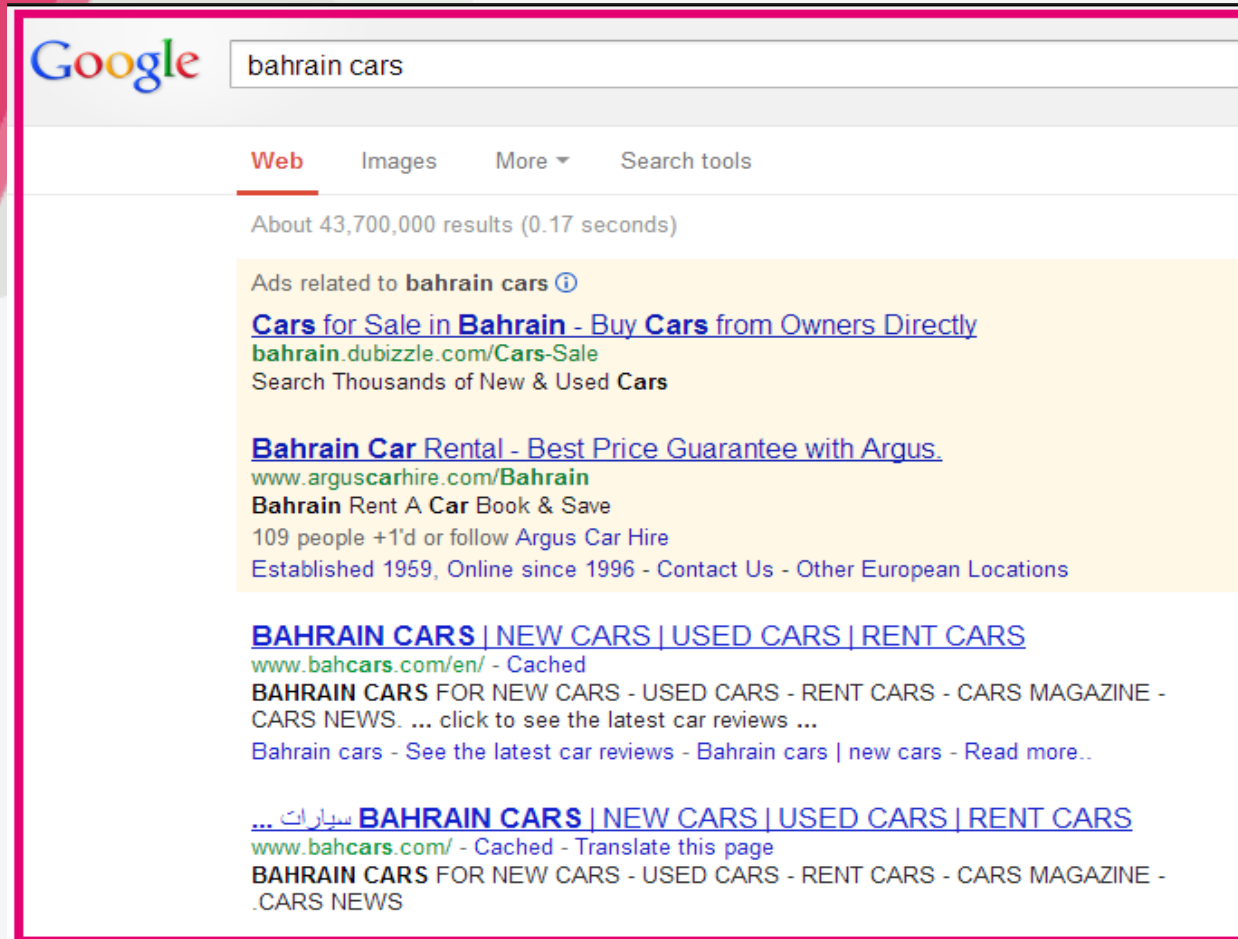 Google
bahrain cars
Web Images More Search tools
About 43,700,000 results (0.17 seconds)
Ads related to bahrain cars
Cars for Sale in Bahrain - Buy Cars from Owners Directly
bahrain.dubizzle.com/Cars-Sale
Search Thousands of New & Used Cars
Bahrain Car Rental - Best Price Guarantee with Argus.
www.arguscarhire.com/Bahrain
Bahrain Rent A Car Book & Save
109 people +1'd or follow Argus Car Hire
Established 1959, Online since 1996 - Contact Us - Other European Locations
BAHRAIN CARS | NEW CARS | USED CARS | RENT CARS
www.bahcars.com/en/ - Cached
BAHRAIN CARS FOR NEW CARS - USED CARS - RENT CARS - CARS MAGAZINE -
CARS NEWS. ... click to see the latest car reviews ...
Bahrain cars - See the latest car reviews - Bahrain cars | new cars - Read more..
... سيارات BAHRAIN CARS | NEW CARS | USED CARS | RENT CARS
www.bahcars.com/ - Cached - Translate this page
BAHRAIN CARS FOR NEW CARS - USED CARS - RENT CARS - CARS MAGAZINE -
.CARS NEWS